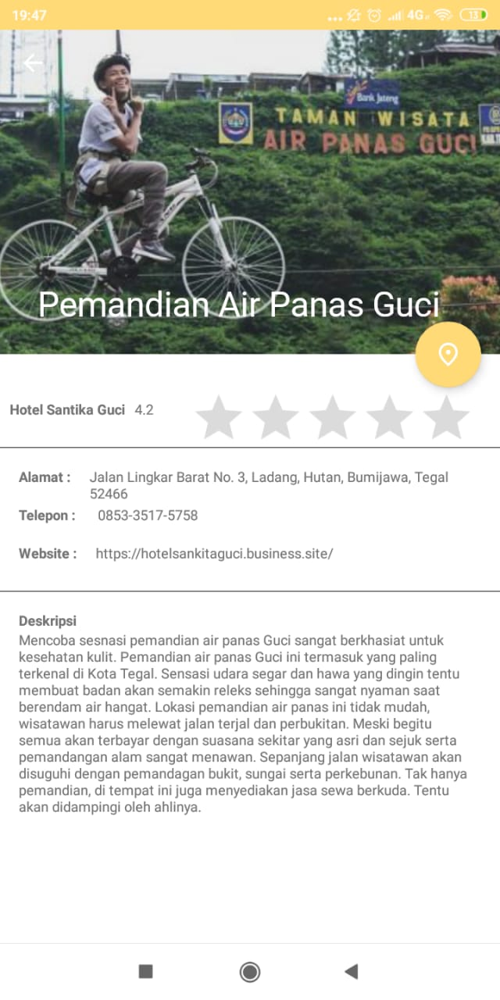 19:47
4G
13
Bank Jateng
TAMAN WISATA
AIR PANAS GUCI
Pemandian Air Panas Guci
Hotel Santika Guci 4.2
Alamat : Jalan Lingkar Barat No. 3, Ladang, Hutan, Bumijawa, Tegal
52466
Telepon : 0853-3517-5758
Website : https://hotelsankitaguci.business.site/
Deskripsi
Mencoba sesnasi pemandian air panas Guci sangat berkhasiat untuk
kesehatan kulit. Pemandian air panas Guci ini termasuk yang paling
terkenal di Kota Tegal. Sensasi udara segar dan hawa yang dingin tentu
membuat badan akan semakin releks sehingga sangat nyaman saat
berendam air hangat. Lokasi pemandian air panas ini tidak mudah,
wisatawan harus melewat jalan terjal dan perbukitan. Meski begitu
semua akan terbayar dengan suasana sekitar yang asri dan sejuk serta
pemandangan alam sangat menawan. Sepanjang jalan wisatawan akan
disuguhi dengan pemandagan bukit, sungai serta perkebunan. Tak hanya
pemandian, di tempat ini juga menyediakan jasa sewa berkuda. Tentu
akan didampingi oleh ahlinya.